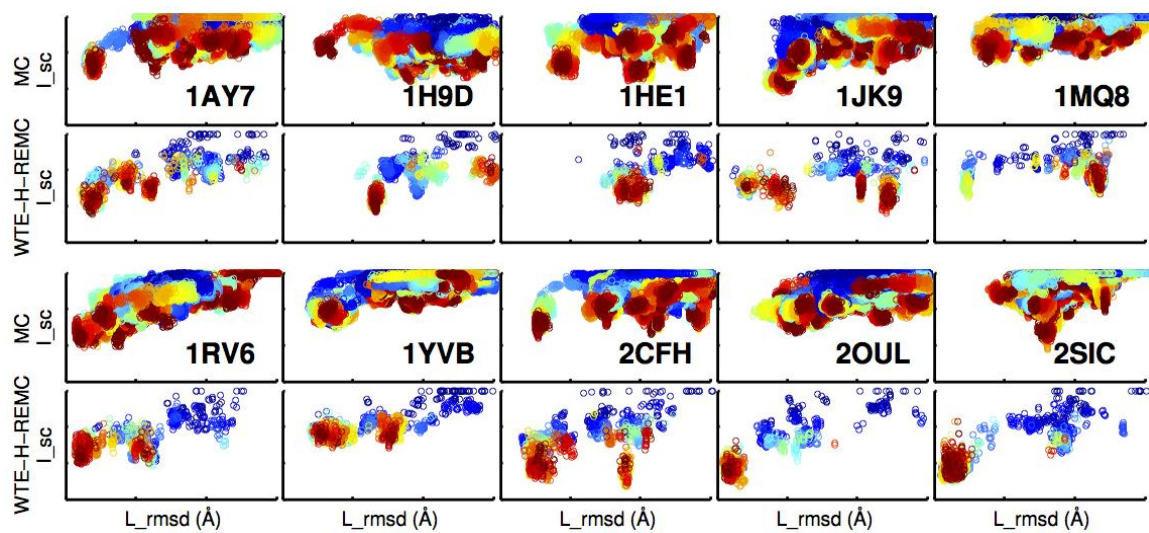 MC
I_sc
1AY7
1H9D
1HE1
1JK9
1MQ8
WTE-H-REMC
I_sc
MC
I_sc
1RV6
1YVB
2CFH
2OUL
2SIC
WTE-H-REMC
I_sc
L_rmsd (Å)
L_rmsd (Å)
L_rmsd (Å)
L_rmsd (Å)
L_rmsd (Å)